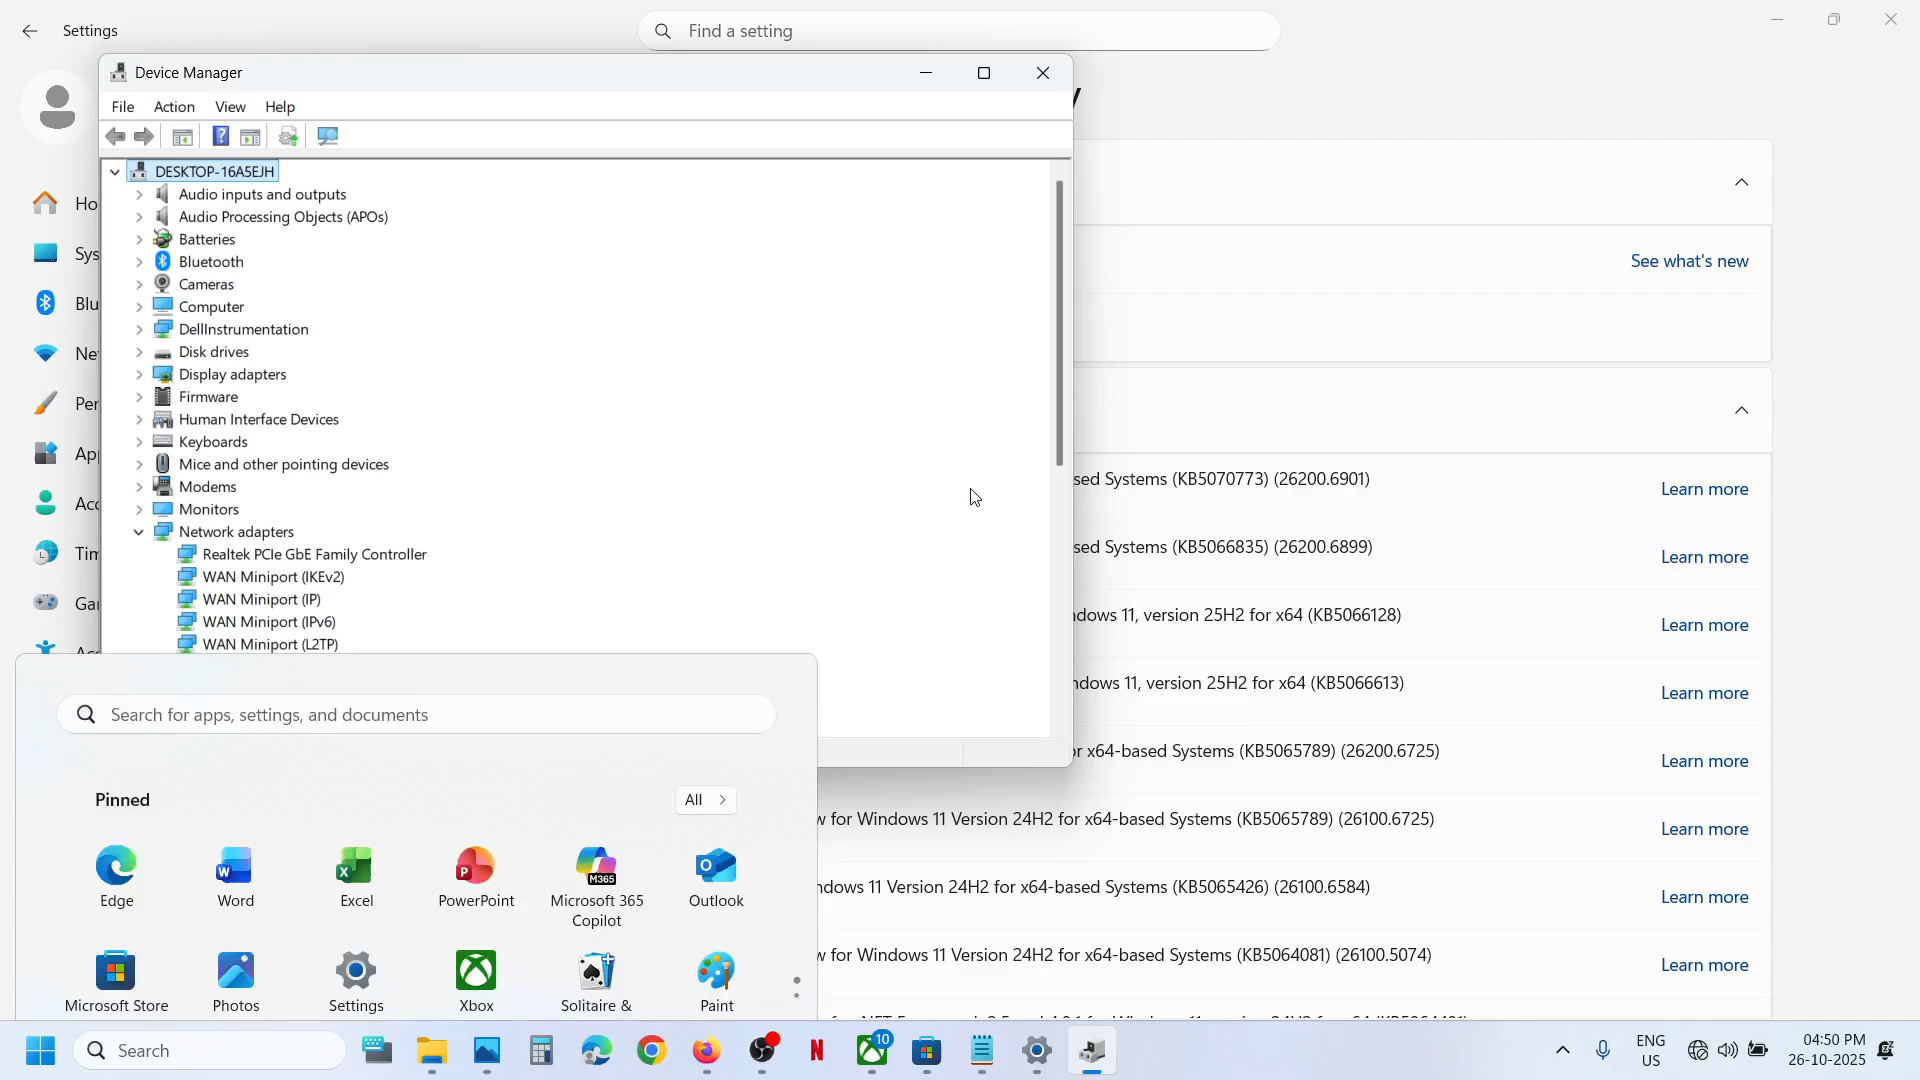 Settings
Find a setting
Device Manager
File Action View Help
DESKTOP-16A5EJH
Audio inputs and outputs
Audio Processing Objects (APOs)
Batteries
Bluetooth
Cameras
Computer
DellInstrumentation
Disk drives
Display adapters
Firmware
Human Interface Devices
Keyboards
Mice and other pointing devices
Modems
Monitors
Network adapters
Realtek PCIe GbE Family Controller
WAN Miniport (IKEv2)
WAN Miniport (IP)
WAN Miniport (IPv6)
WAN Miniport (L2TP)
Ho
Sys
Blu
Ne
Per
Ap
Acc
Tim
Ga
See what's new
sed Systems (KB5070773) (26200.6901)
Learn more
sed Systems (KB5066835) (26200.6899)
Learn more
ndows 11, version 25H2 for x64 (KB5066128)
Learn more
ndows 11, version 25H2 for x64 (KB5066613)
Learn more
or x64-based Systems (KB5065789) (26200.6725)
Learn more
w for Windows 11 Version 24H2 for x64-based Systems (KB5065789) (26100.6725)
Learn more
ndows 11 Version 24H2 for x64-based Systems (KB5065426) (26100.6584)
Learn more
w for Windows 11 Version 24H2 for x64-based Systems (KB5064081) (26100.5074)
Learn more
Search for apps, settings, and documents
Pinned
All
Edge
Word
Excel
PowerPoint
Microsoft 365
Copilot
M365
Outlook
Microsoft Store
Photos
Settings
Xbox
Solitaire &
Paint
Search
10
ENG
US
04:50 PM
26-10-2025